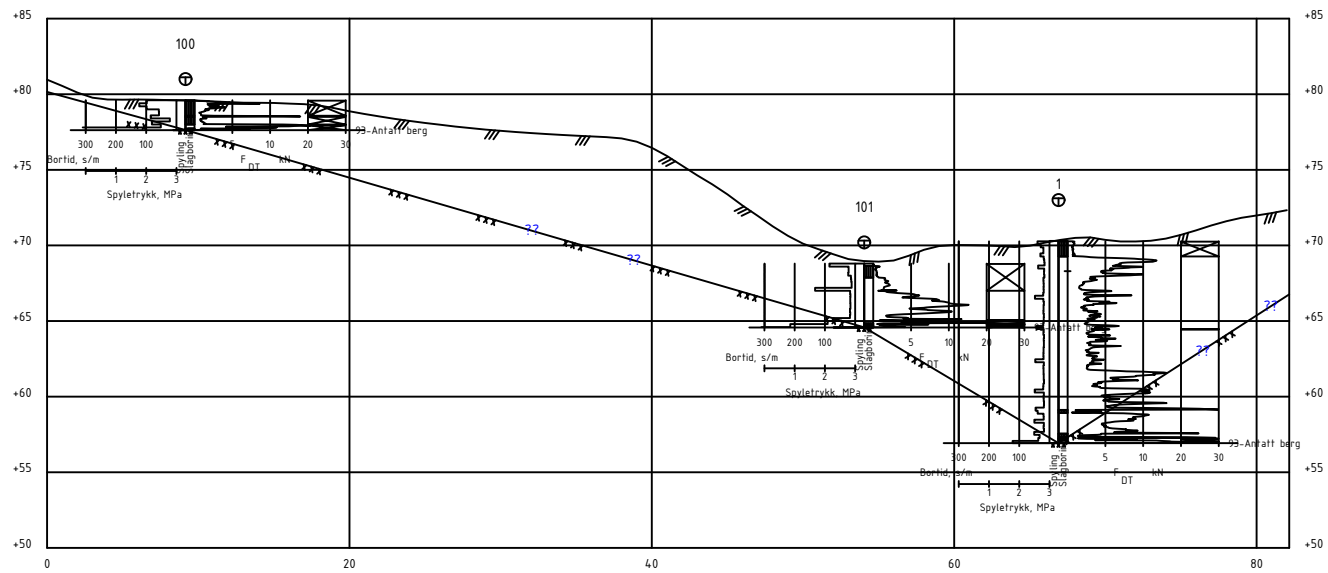 +85 +85
100
+80 +80
93-Antatt berg
300 200 100 10 20 30
Bortid, s/m Spyling Slagboring F DT kN
+75 +75
1 2 3
Spyletrykk, MPa
1
101
?? +70 +70
??
+65 ?? +65
300 200 100 5 10 20 30
Bortid, s/m Spyling Slagboring F DT kN ??
1 2 3
Spyletrykk, MPa
+60 +60
93-Antatt berg
300 200 100 5 10 20 30
Bortid, s/m Spyling Slagboring F DT kN
+55 +55
1 2 3
Spyletrykk, MPa
+50 +50
0 20 40 60 80